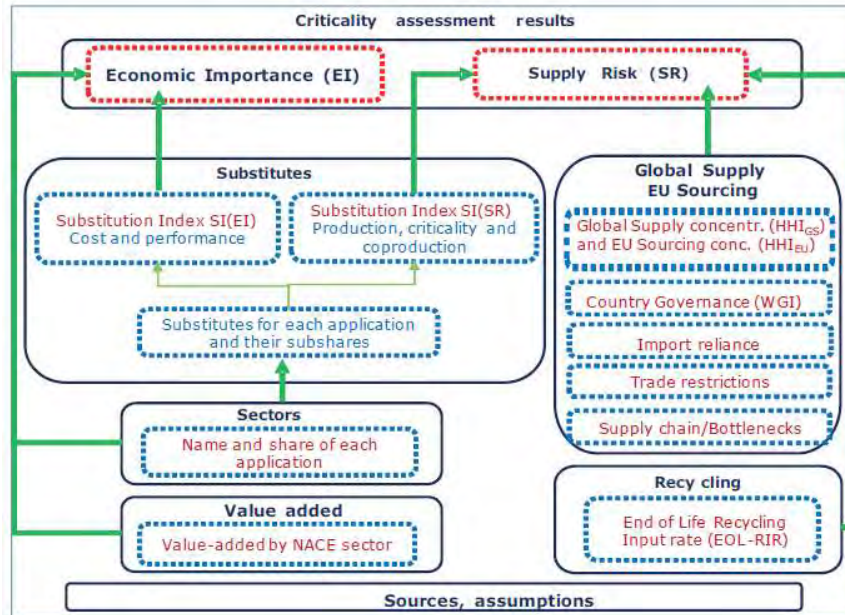 Criticality assessment results
Economic Importance (EI)
Supply Risk (SR)
Substitutes
Substitution Index SI(EI)
Cost and performance
Substitution Index SI(SR)
Production, criticality and
coproduction
Substitutes for each application
and their subshares
Sectors
Name and share of each
application
Value added
Value-added by NACE sector
Global Supply
EU Sourcing
Global Supply concentr. (HHIGS)
and EU Sourcing conc. (HHIEU)
Country Governance (WGI)
Import reliance
Trade restrictions
Supply chain/Bottlenecks
Recy cling
End of Life Recycling
Input rate (EOL-RIR)
Sources, assumptions